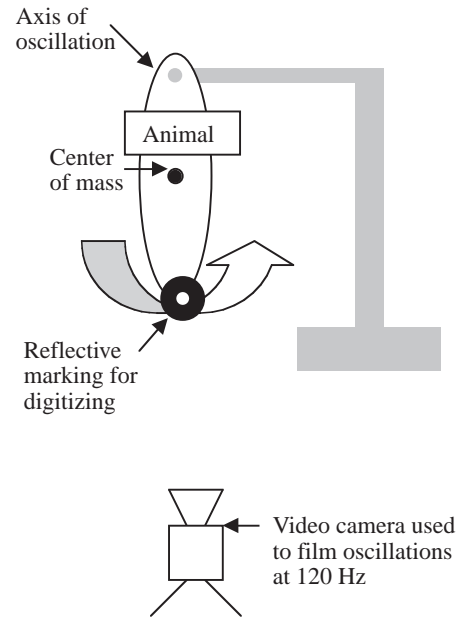 Axis of
oscillation
Animal
Center
of mass
Reflective
marking for
digitizing
Video camera used
to film oscillations
at 120 Hz